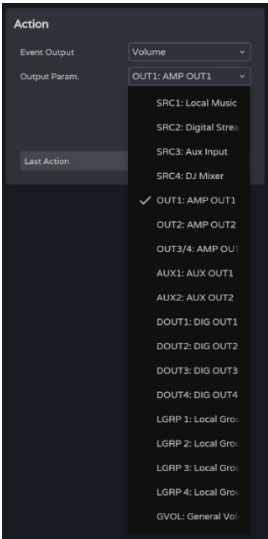 Action
Event Output Volume
Output Param. OUT1: AMP OUT1
SRC1: Local Music
SRC2: Digital Strea
SRC3: Aux Input
SRC4: DJ Mixer
Last Action
✓ OUT1: AMP OUT1
OUT2: AMP OUT2
OUT3/4: AMP OUT
AUX1: AUX OUT1
AUX2: AUX OUT2
DOUT1: DIG OUT1
DOUT2: DIG OUT2
DOUT3: DIG OUT3
DOUT4: DIG OUT4
LGRP 1: Local Grou
LGRP 2: Local Grou
LGRP 3: Local Grou
LGRP 4: Local Grou
GVOL: General Vol